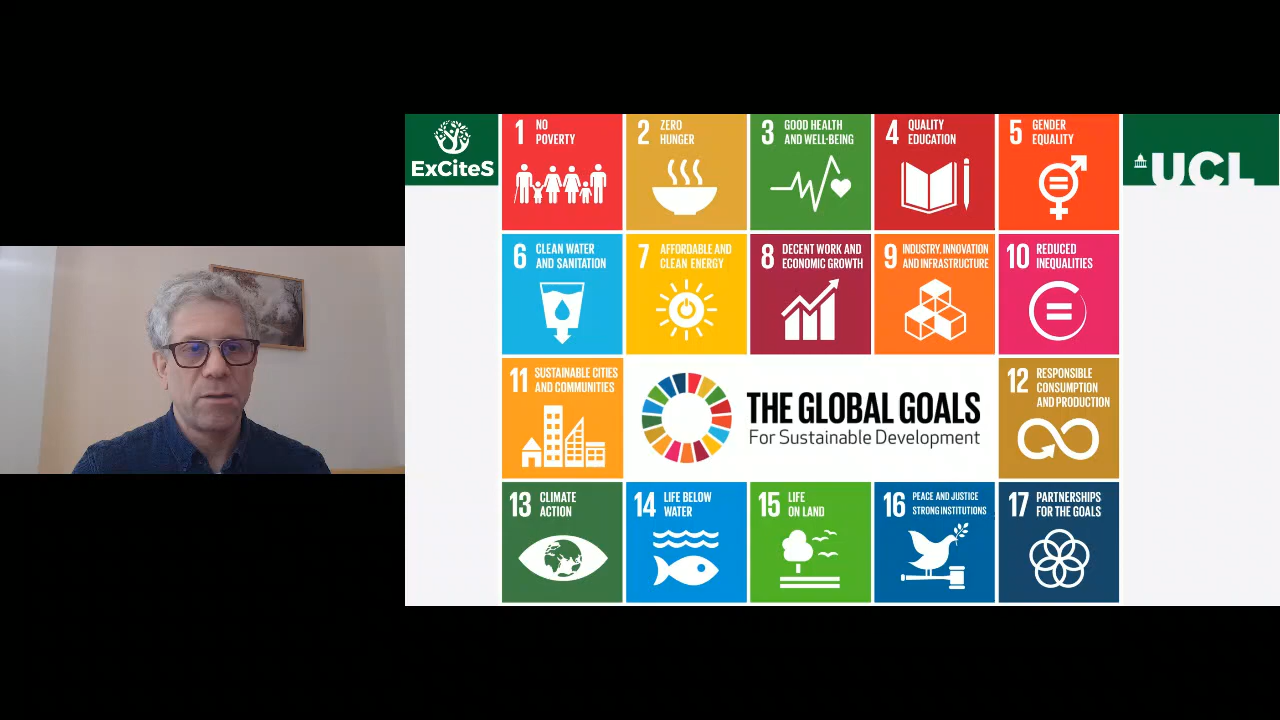 ExCiteS
UCL
1 NO
POVERTY
2 ZERO
HUNGER
3 GOOD HEALTH
AND WELL-BEING
4 QUALITY
EDUCATION
5 GENDER
EQUALITY
6 CLEAN WATER
AND SANITATION
7 AFFORDABLE AND
CLEAN ENERGY
8 DECENT WORK AND
ECONOMIC GROWTH
9 INDUSTRY, INNOVATION
AND INFRASTRUCTURE
10 REDUCED
INEQUALITIES
11 SUSTAINABLE CITIES
AND COMMUNITIES
THE GLOBAL GOALS
For Sustainable Development
12 RESPONSIBLE
CONSUMPTION
AND PRODUCTION
13 CLIMATE
ACTION
14 LIFE BELOW
WATER
15 LIFE
ON LAND
16 PEACE AND JUSTICE
STRONG INSTITUTIONS
17 PARTNERSHIPS
FOR THE GOALS